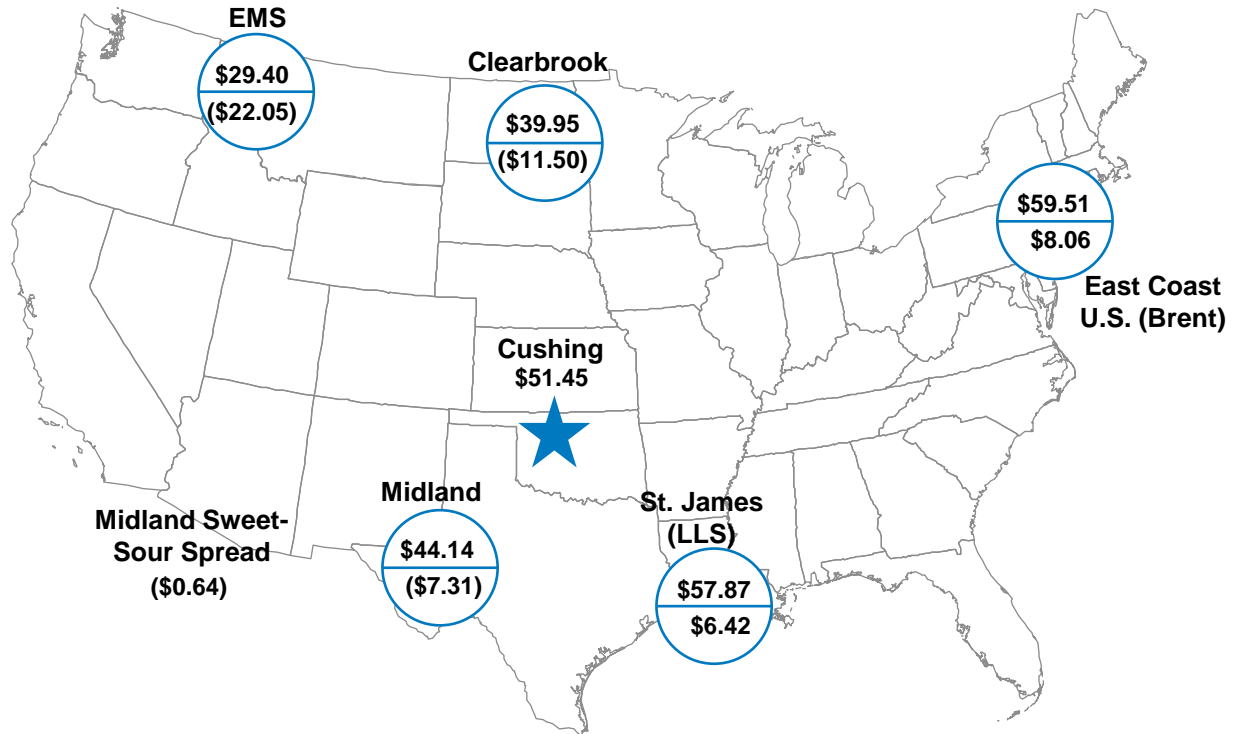 EMS
$29.40
($22.05)
Clearbrook
$39.95
($11.50)
$59.51
$8.06
East Coast
U.S. (Brent)
Cushing
$51.45
Midland
$44.14
($7.31)
Midland Sweet-
Sour Spread
($0.64)
St. James
(LLS)
$57.87
$6.42